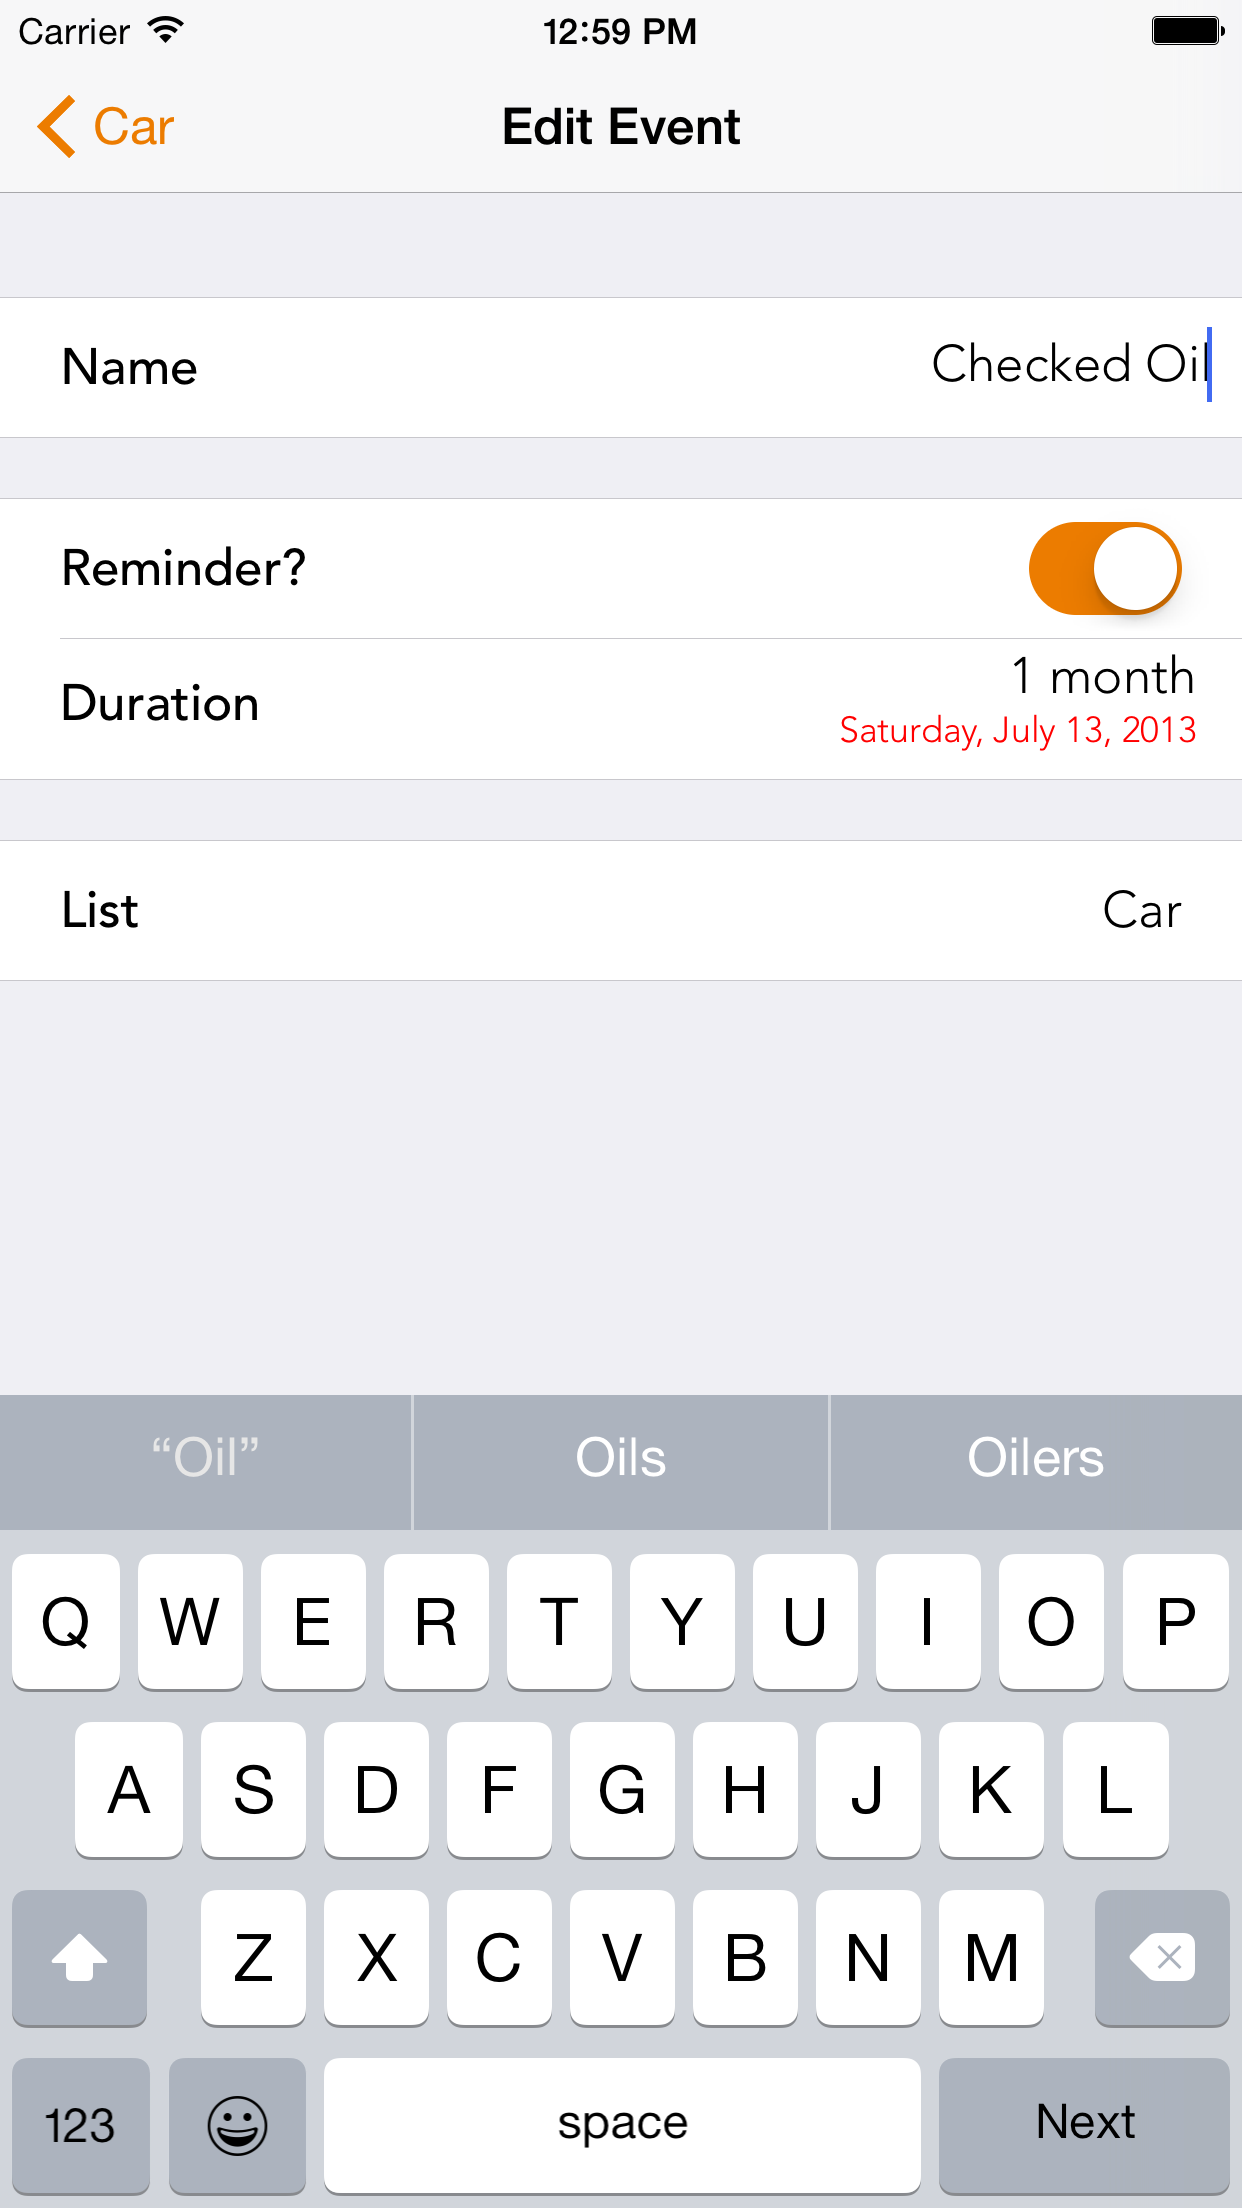 Carrier 12:59 PM
Car Edit Event
Name Checked Oil
Reminder?
Duration 1 month
Saturday, July 13, 2013
List Car
“Oil” Oils Oilers
Q W E R T Y U I O P
A S D F G H J K L
Z X C V B N M
123 space Next